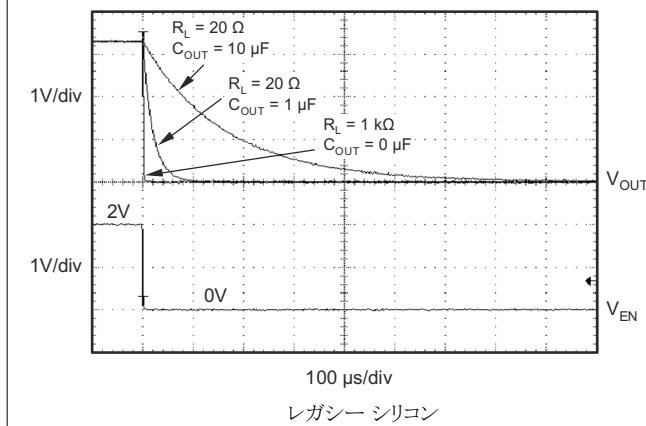 R_L = 20 Ω
C_OUT = 10 µF
R_L = 20 Ω
C_OUT = 1 µF
R_L = 1 kΩ
C_OUT = 0 µF
1V/div
V_OUT
2V
1V/div
0V
V_EN
100 µs/div
レガシー シリコン